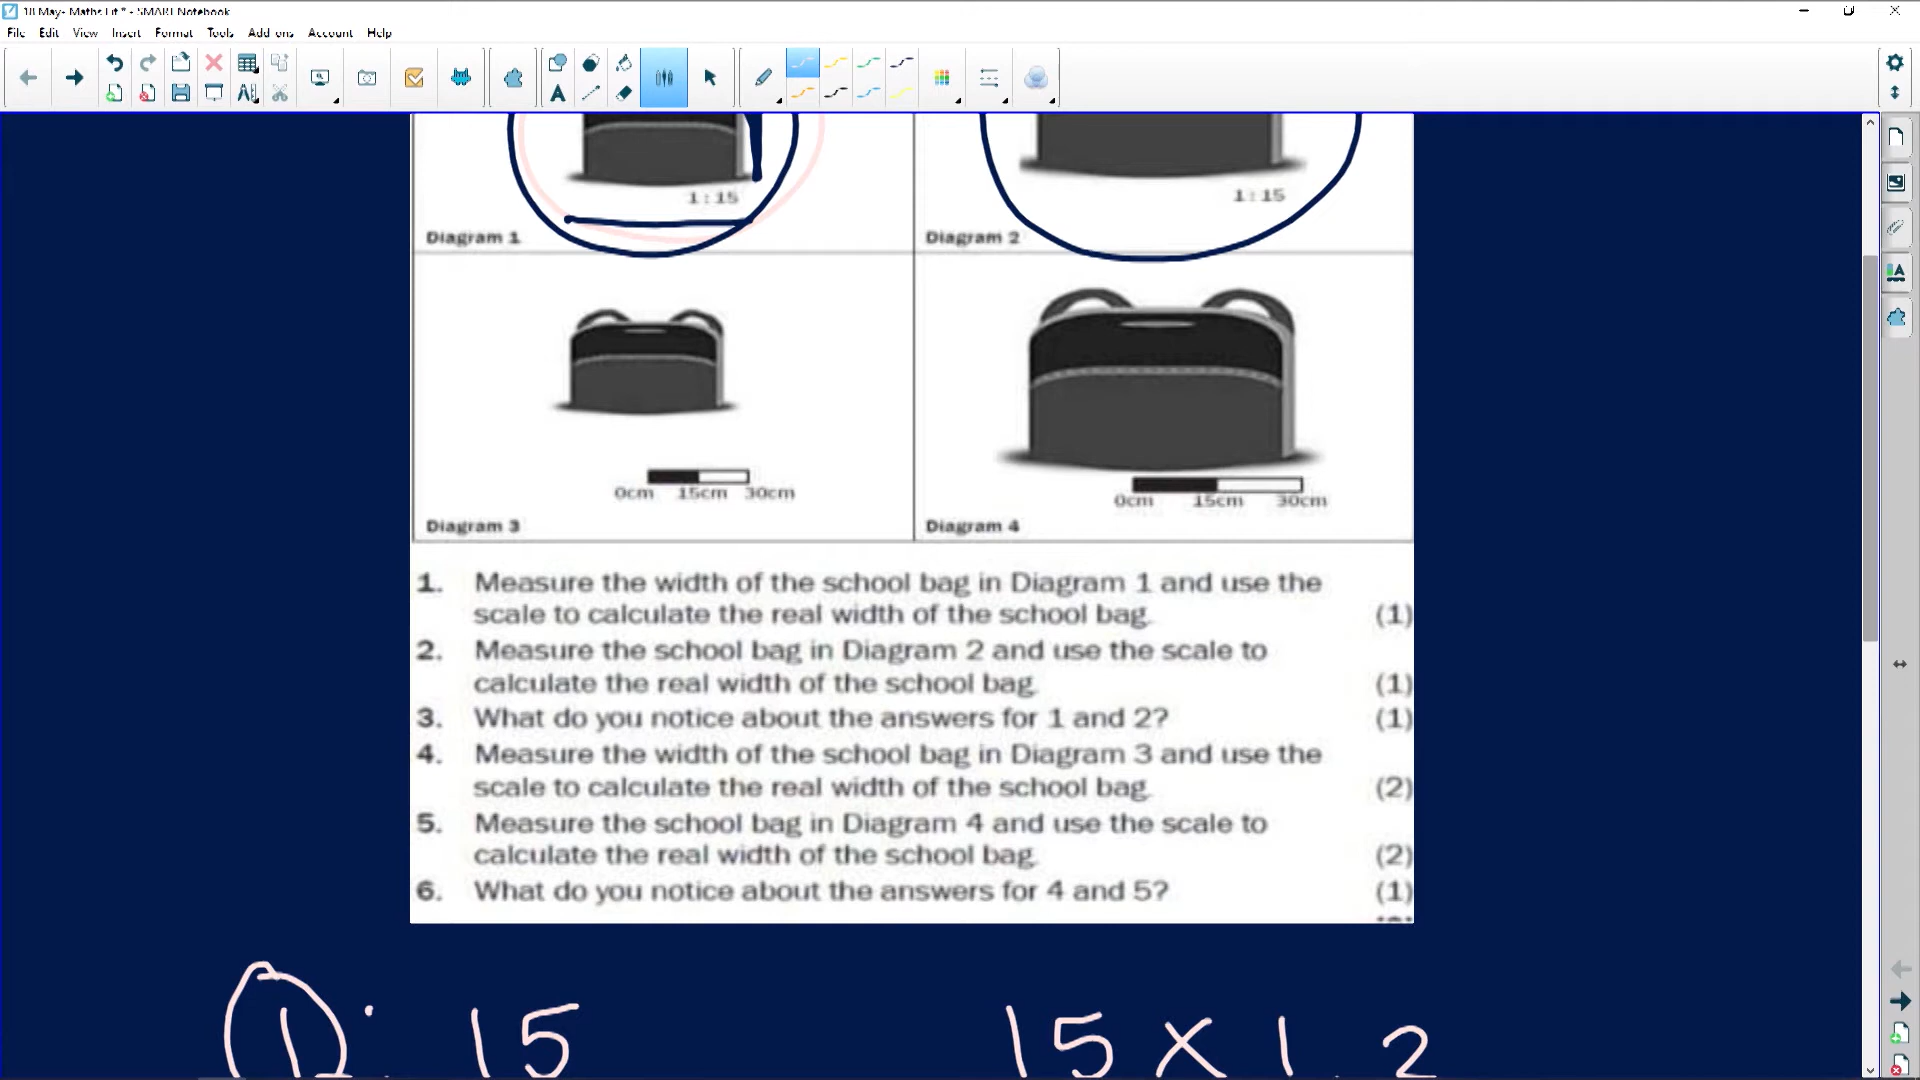 18 May- Maths Lit * - SMART Notebook
File Edit View Insert Format Tools Add-ons Account Help
1 : 15
1 : 15
Diagram 1
Diagram 2
0cm 15cm 30cm
0cm 15cm 30cm
Diagram 3
Diagram 4
1. Measure the width of the school bag in Diagram 1 and use the
scale to calculate the real width of the school bag. (1)
2. Measure the school bag in Diagram 2 and use the scale to
calculate the real width of the school bag. (1)
3. What do you notice about the answers for 1 and 2? (1)
4. Measure the width of the school bag in Diagram 3 and use the
scale to calculate the real width of the school bag. (2)
5. Measure the school bag in Diagram 4 and use the scale to
calculate the real width of the school bag. (2)
6. What do you notice about the answers for 4 and 5? (1)
1 : 15
15 x 1. 2